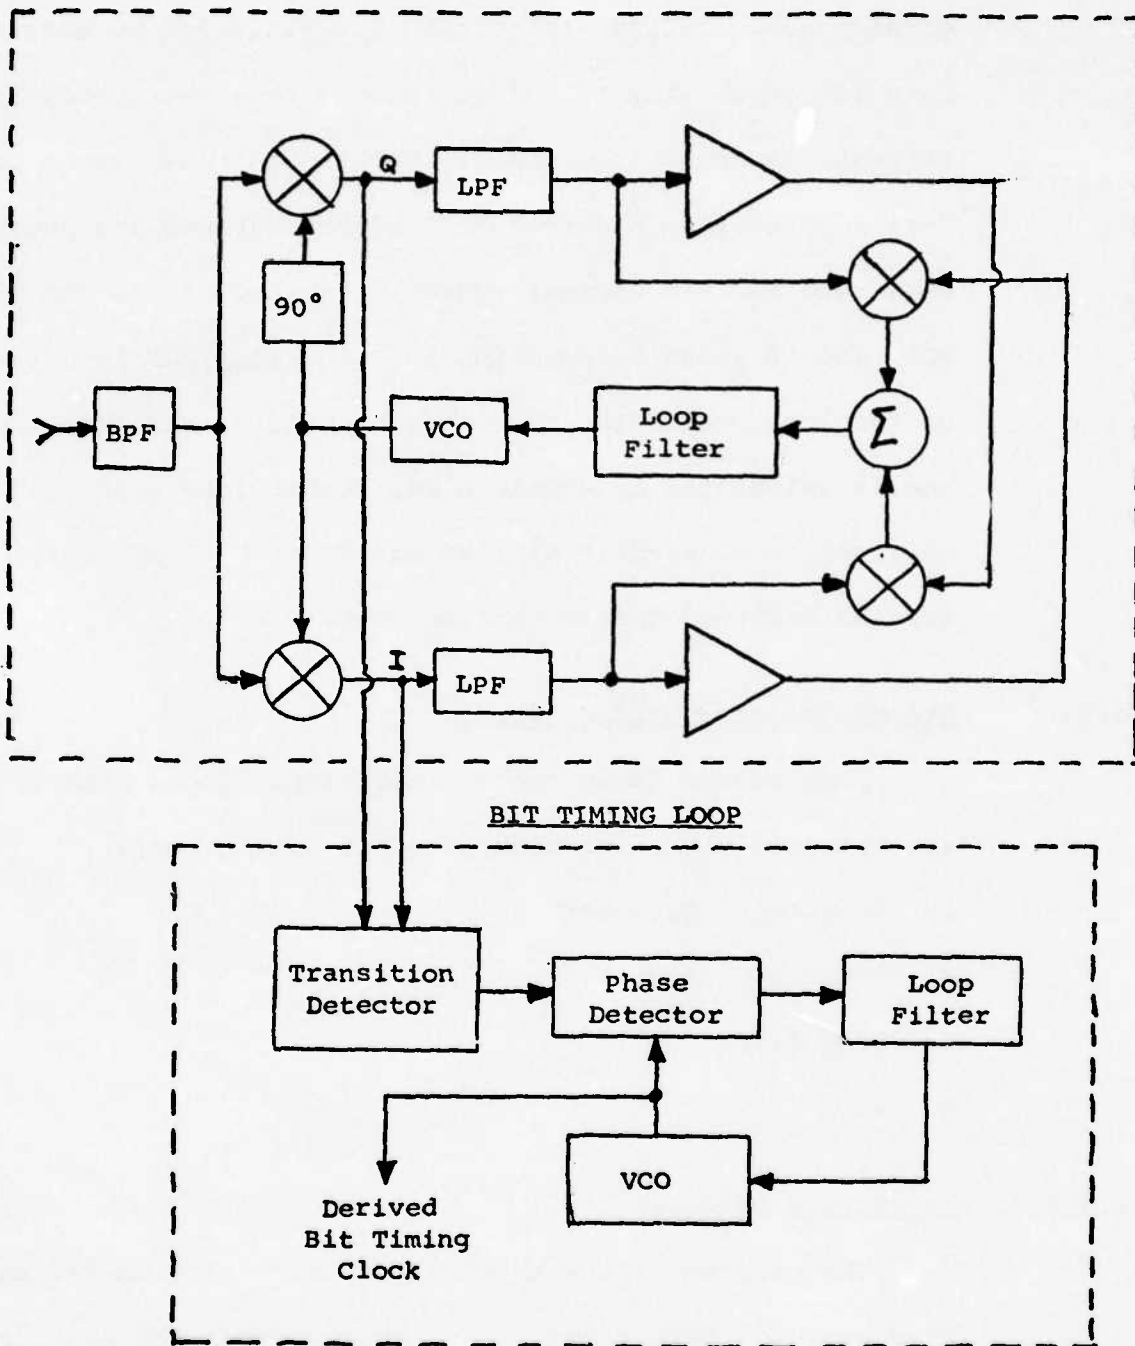 Q
LPF
90°
BPF
VCO
Loop
Filter
Σ
I
LPF
BIT TIMING LOOP
Transition
Detector
Phase
Detector
Loop
Filter
VCO
Derived
Bit Timing
Clock